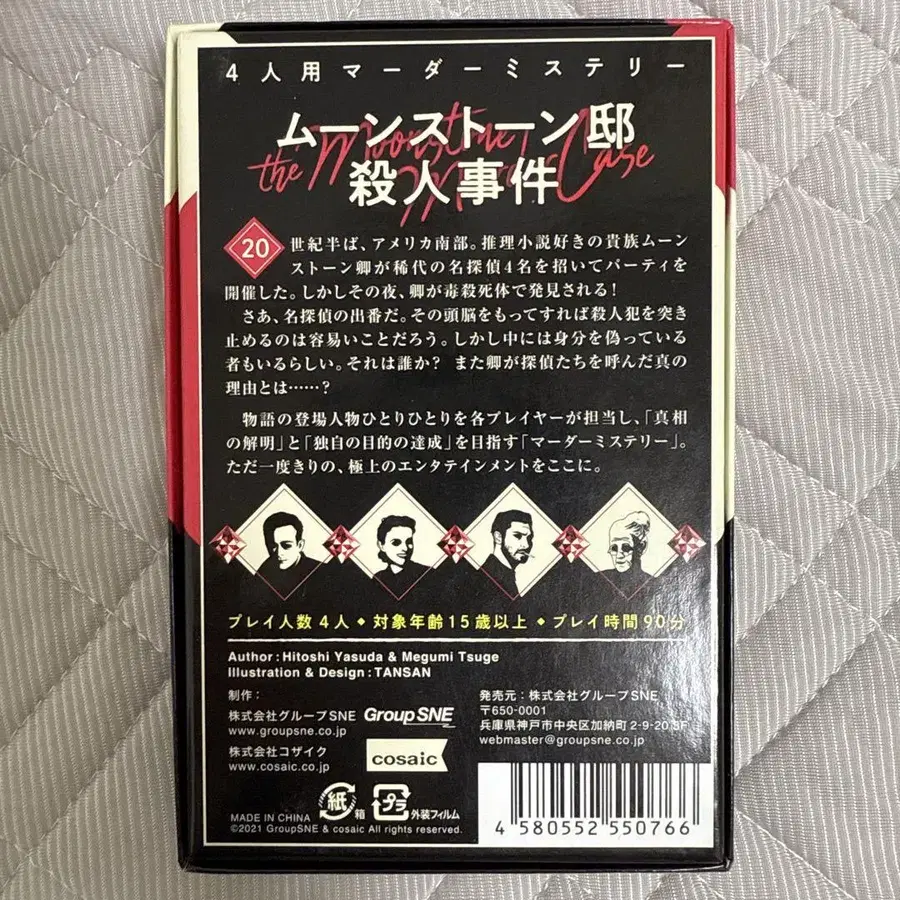 4人用マーダーミステリー
the Moonstone Murder Case
ムーンストーン邸
殺人事件
20世紀半ば、アメリカ南部。推理小説好きの貴族ムーン
ストーン卿が稀代の名探偵4名を招いてパーティを
開催した。しかしその夜、卿が毒殺死体で発見される!
さあ、名探偵の出番だ。その頭脳をもってすれば殺人犯を突き
止めるのは容易いことだろう。しかし中には身分を偽っている
者もいるらしい。それは誰か? また卿が探偵たちを呼んだ真の
理由とは……?
物語の登場人物ひとりひとりを各プレイヤーが担当し、「真相
の解明」と「独自の目的の達成」を目指す「マーダーミステリー」。
ただ一度きりの、極上のエンタテインメントをここに。
プレイ人数4人◆対象年齢15歳以上◆プレイ時間90分
Author : Hitoshi Yasuda & Megumi Tsuge
Illustration & Design : TANSAN
制作:
株式会社グループSNE GroupSNE
www.groupsne.co.jp
株式会社コザイク
www.cosaic.co.jp
cosaic
発売元:株式会社グループSNE
〒650-0001
兵庫県神戸市中央区加納町2-9-20 3F
webmaster@groupsne.co.jp
紙 箱
プラ 外装フィルム
MADE IN CHINA
©2021 GroupSNE & cosaic All rights reserved.
4 580552 550766